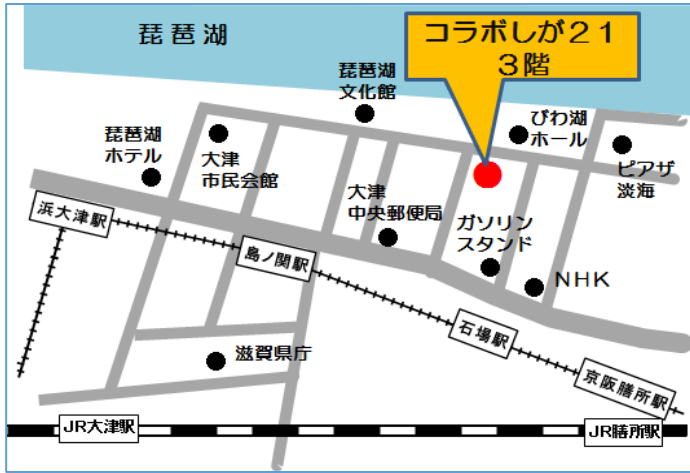 琵琶湖
コラボしが２１
３階
琵琶湖
文化館
びわ湖
ホール
琵琶湖
ホテル
大津
市民会館
ピアザ
淡海
大津
中央郵便局
ガソリン
スタンド
浜大津駅
島ノ関駅
NHK
石場駅
滋賀県庁
京阪膳所駅
JR大津駅
JR膳所駅